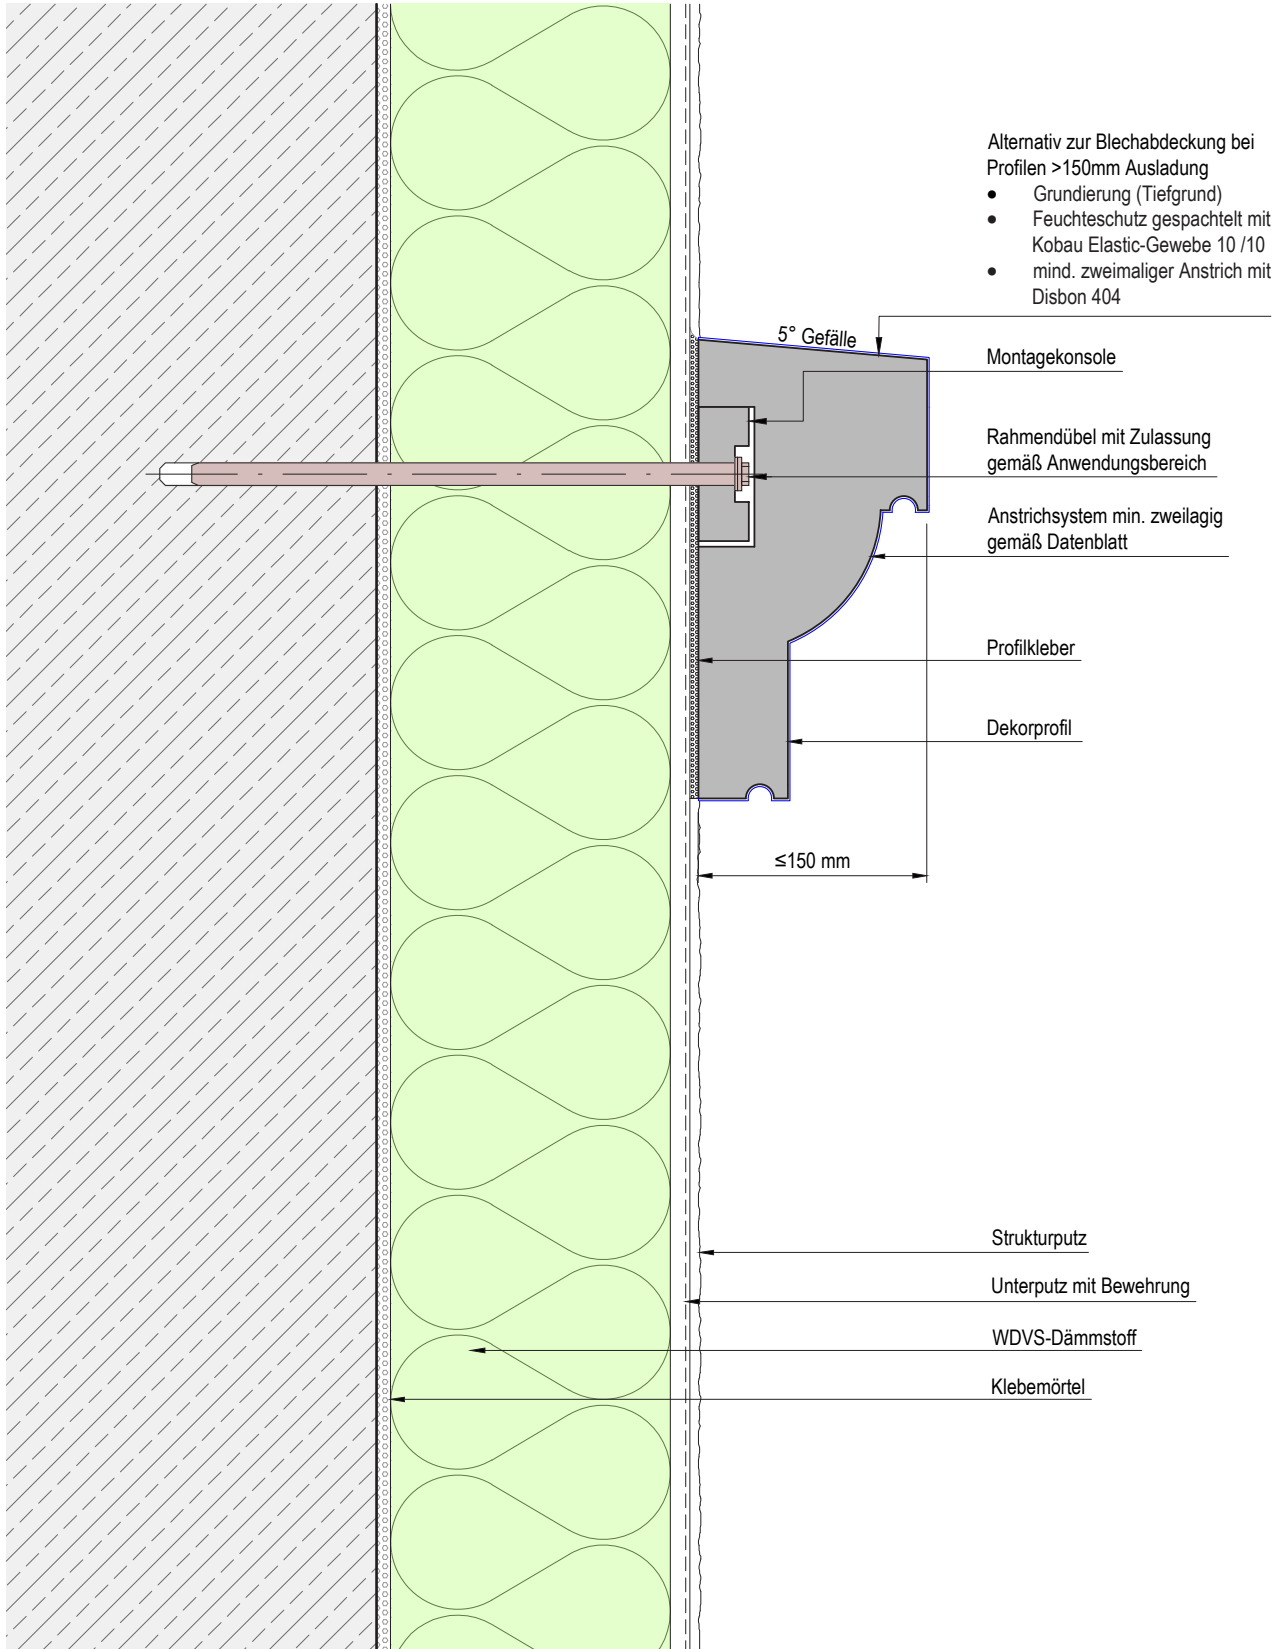 Alternativ zur Blechabdeckung bei
Profilen >150mm Ausladung
● Grundierung (Tiefgrund)
● Feuchteschutz gespachtelt mit
Kobau Elastic-Gewebe 10 /10
● mind. zweimaliger Anstrich mit
Disbon 404
5° Gefälle
Montagekonsole
Rahmendübel mit Zulassung
gemäß Anwendungsbereich
Anstrichsystem min. zweilagig
gemäß Datenblatt
Profilkleber
Dekorprofil
≤150 mm
Strukturputz
Unterputz mit Bewehrung
WDVS-Dämmstoff
Klebemörtel